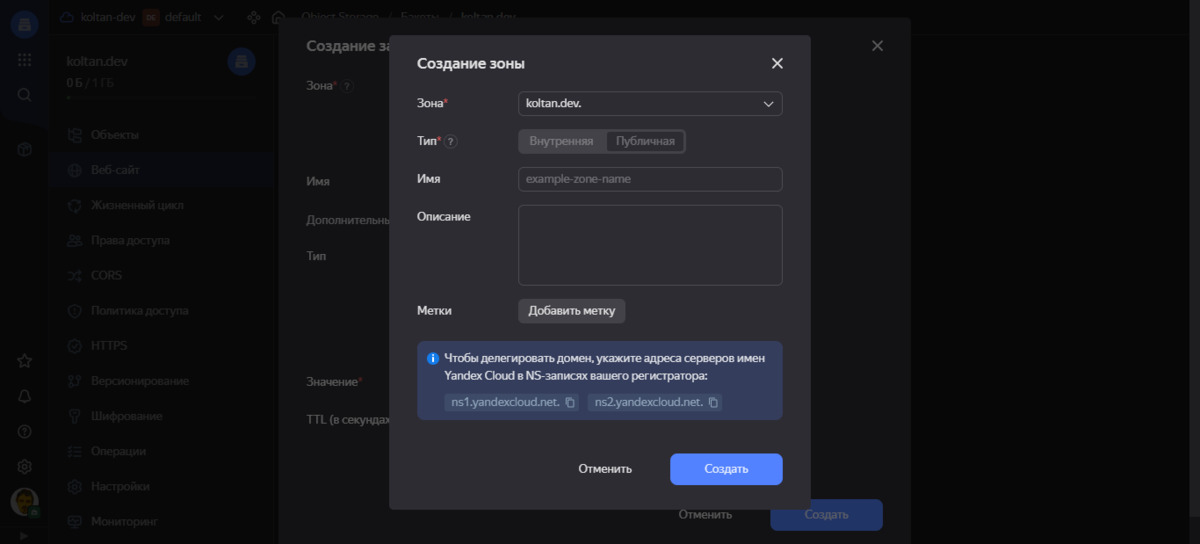 koltan-dev DE default Object Storage / Бакеты / koltan.dev
koltan.dev
0 Б / 1 ГБ
Объекты
Веб-сайт
Жизненный цикл
Права доступа
CORS
Политика доступа
HTTPS
Версионирование
Шифрование
Операции
Настройки
Мониторинг
Создание за
Зона*
Имя
Дополнительн
Тип
Значение*
TTL (в секундах
Отменить
Создать
Создание зоны
Зона*
koltan.dev.
Тип*
Внутренняя
Публичная
Имя
example-zone-name
Описание
Метки
Добавить метку
Чтобы делегировать домен, укажите адреса серверов имен
Yandex Cloud в NS-записях вашего регистратора:
ns1.yandexcloud.net. ns2.yandexcloud.net.
Отменить
Создать